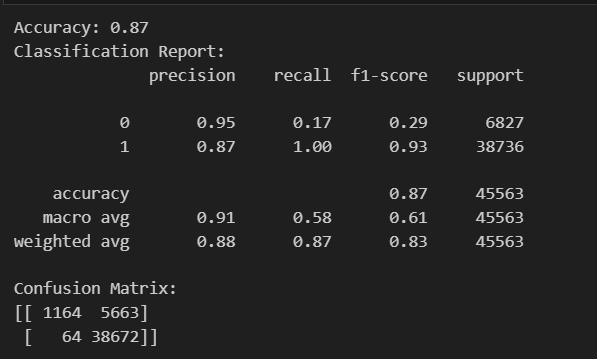 Accuracy: 0.87
Classification Report:
precision recall f1-score support
0 0.95 0.17 0.29 6827
1 0.87 1.00 0.93 38736
accuracy 0.87 45563
macro avg 0.91 0.58 0.61 45563
weighted avg 0.88 0.87 0.83 45563
Confusion Matrix:
[[ 1164 5663]
[ 64 38672]]